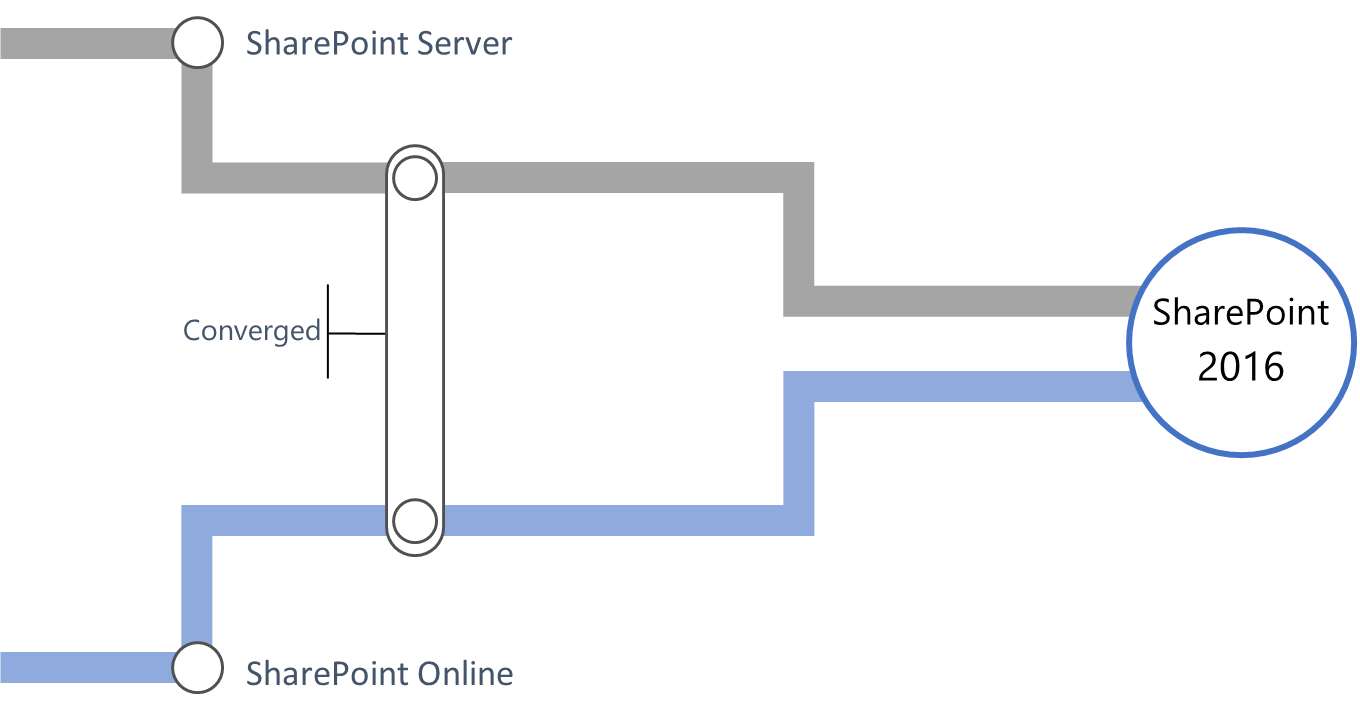 SharePoint Server
Converged
SharePoint
2016
SharePoint Online